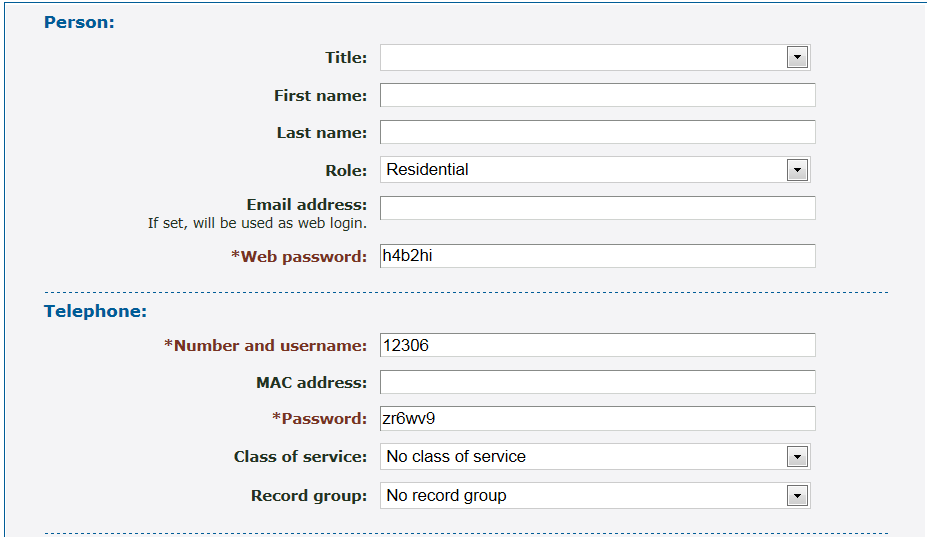 Person:
Title:
First name:
Last name:
Role: Residential
Email address:
If set, will be used as web login.
*Web password: h4b2hi
Telephone:
*Number and username: 12306
MAC address:
*Password: zr6wv9
Class of service: No class of service
Record group: No record group